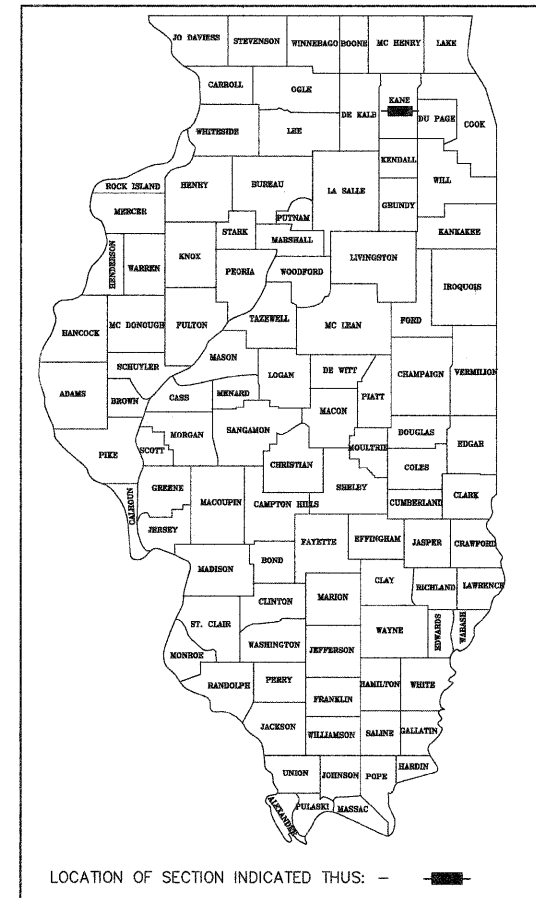 JO DAVIESS
STEVENSON
WINNEBAGO
BOONE
MC HENRY
LAKE
CARROLL
OGLE
DE KALB
KANE
DU PAGE
COOK
WHITESIDE
LEE
KENDALL
WILL
ROCK ISLAND
HENRY
BUREAU
LA SALLE
GRUNDY
MERCER
PUTNAM
KANKAKEE
HENDERSON
WARREN
KNOX
STARK
MARSHALL
LIVINGSTON
PEORIA
WOODFORD
IROQUOIS
HANCOCK
MC DONOUGH
FULTON
TAZEWELL
MC LEAN
FORD
MASON
SCHUYLER
LOGAN
DE WITT
CHAMPAIGN
VERMILION
ADAMS
BROWN
CASS
MENARD
PIATT
MACON
MORGAN
SANGAMON
DOUGLAS
EDGAR
PIKE
SCOTT
MOULTRIE
COLES
CHRISTIAN
GREENE
MACOUPIN
SHELBY
CUMBERLAND
CLARK
CALHOUN
JERSEY
CAMPTON HILLS
FAYETTE
EFFINGHAM
JASPER
CRAWFORD
BOND
MADISON
CLAY
RICHLAND
LAWRENCE
CLINTON
MARION
ST. CLAIR
WAYNE
EDWARDS
WABASH
WASHINGTON
JEFFERSON
MONROE
RANDOLPH
PERRY
HAMILTON
WHITE
FRANKLIN
JACKSON
WILLIAMSON
SALINE
GALLATIN
HARDIN
UNION
JOHNSON
POPE
ALEXANDER
PULASKI
MASSAC
LOCATION OF SECTION INDICATED THUS: -